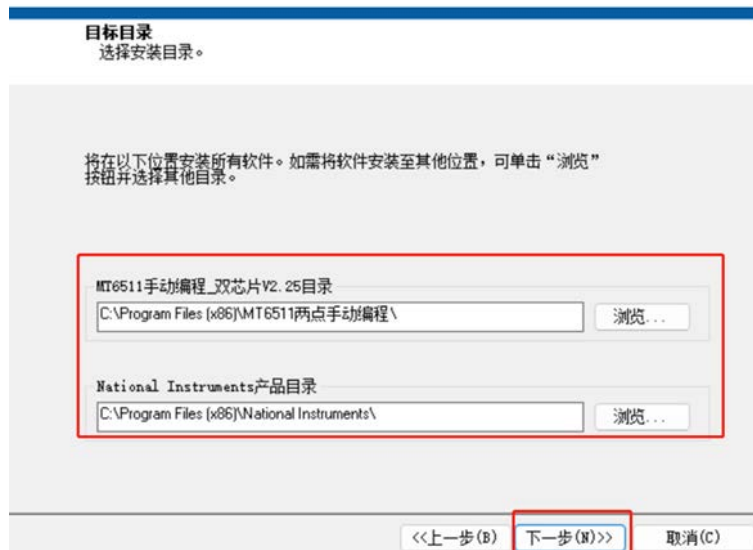 目标目录
选择安装目录。
将在以下位置安装所有软件。如需将软件安装至其他位置，可单击“浏览”
按钮并选择其他目录。
MT6511手动编程_双芯片V2.25目录
C:\Program Files (x86)\MT6511两点手动编程\
浏览...
National Instruments产品目录
C:\Program Files (x86)\National Instruments\
浏览...
<<上一步(B) 下一步(N)>> 取消(C)